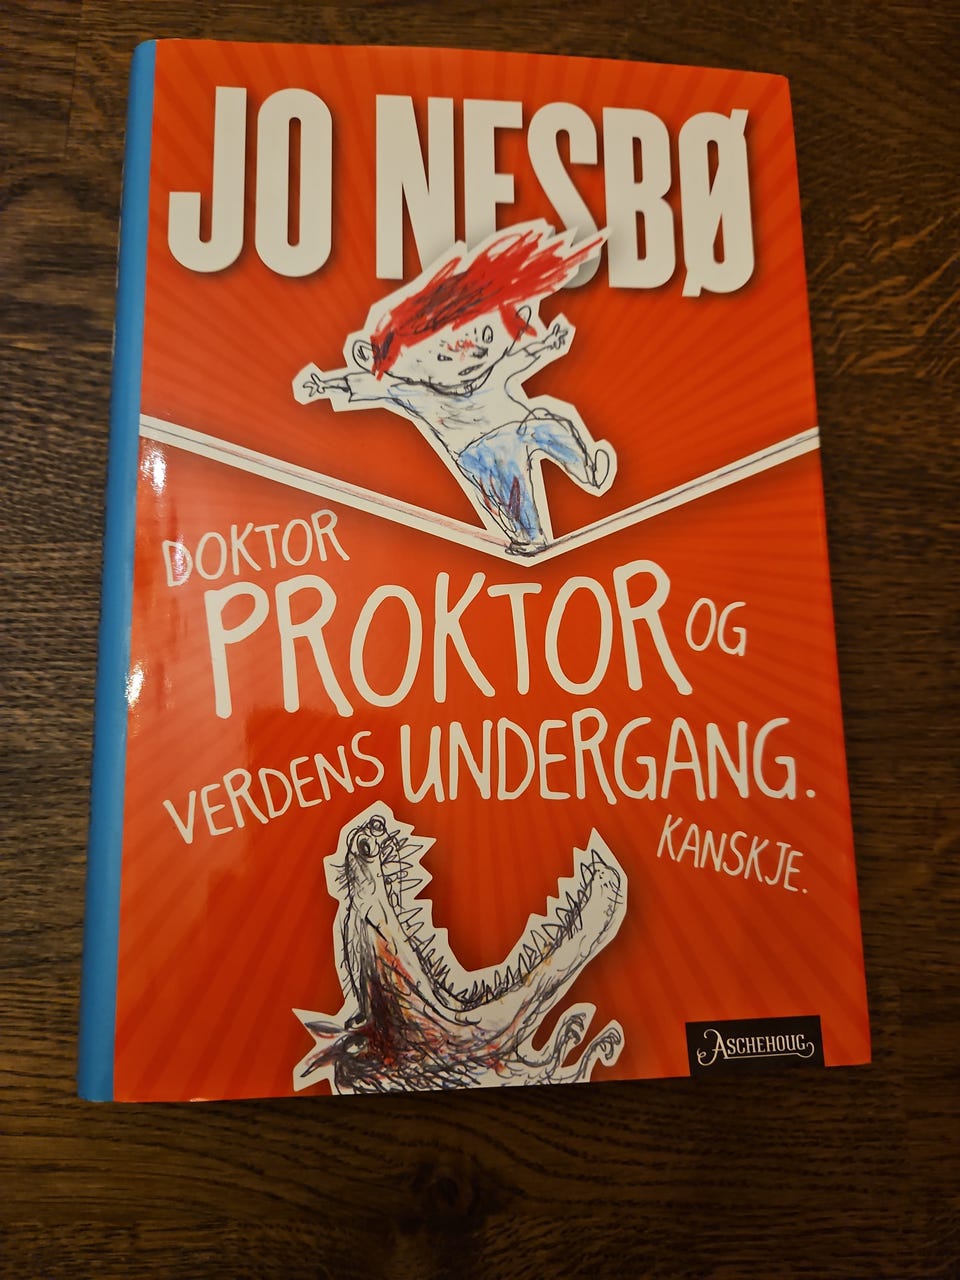 JO NESBØ
DOKTOR
PROKTOR OG
VERDENS UNDERGANG.
KANSKJE.
ASCHEHOUG